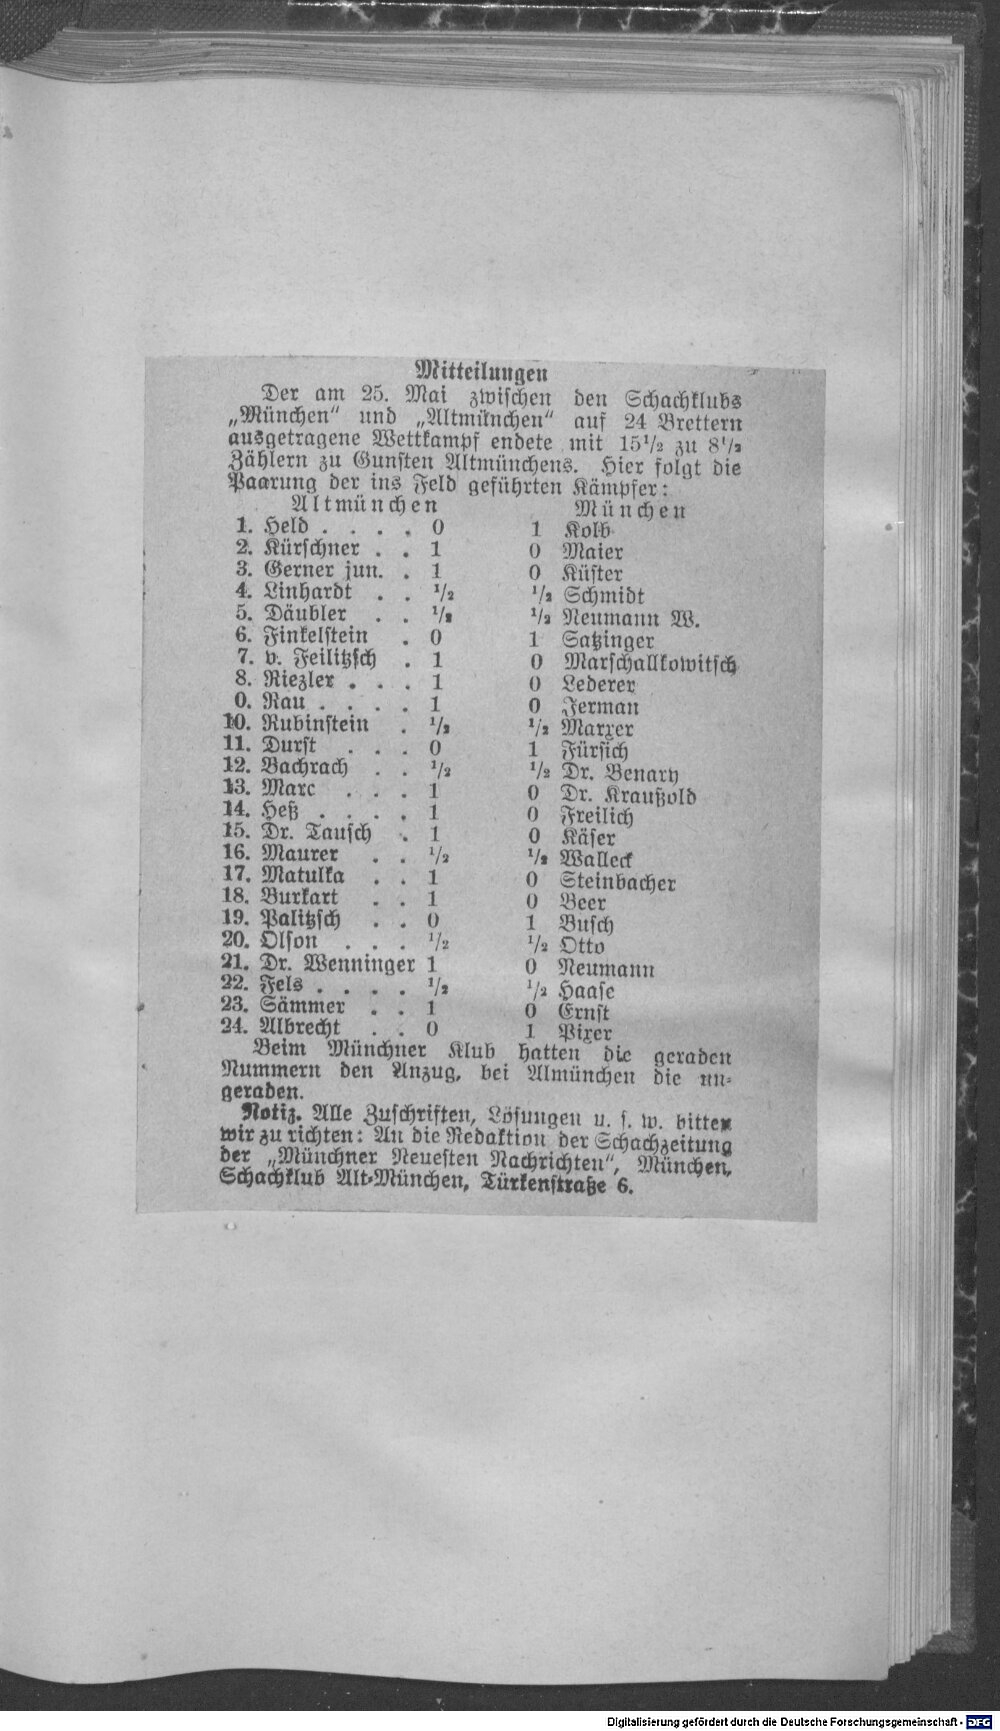 Mitteilungen
Der am 25. Mai zwischen den Schachklubs
„München“ und „Altmünchen“ auf 24 Brettern
ausgetragene Wettkampf endete mit 15½ zu 8½
Zählern zu Gunsten Altmünchens. Hier folgt die
Paarung der ins Feld geführten Kämpfer:
Altmünchen München
1. Held . . . . 0 1 Kolb
2. Kürschner . . 1 0 Maier
3. Gerner jun. . 1 0 Küster
4. Linhardt . . ½ ½ Schmidt
5. Däubler . . ½ ½ Neumann W.
6. Finkelstein . 0 1 Satzinger
7. v. Feilitzsch . 1 0 Marschallkowitsch
8. Riezler . . . 1 0 Lederer
0. Rau . . . . 1 0 Jerman
10. Rubinstein . ½ ½ Marxer
11. Durst . . . 0 1 Fürsich
12. Bachrach . . ½ ½ Dr. Benary
13. Marc . . . 1 0 Dr. Kraußold
14. Heß . . . . 1 0 Freilich
15. Dr. Tausch . 1 0 Käser
16. Maurer . . ½ ½ Walleck
17. Matulka . . 1 0 Steinbacher
18. Burkart . . 1 0 Beer
19. Palitzsch . . 0 1 Busch
20. Olson . . . ½ ½ Otto
21. Dr. Wenninger 1 0 Neumann
22. Fels . . . . ½ ½ Haase
23. Sämmer . . 1 0 Ernst
24. Albrecht . . 0 1 Pixer
Beim Münchner Klub hatten die geraden
Nummern den Anzug, bei Almünchen die un-
geraden.
Notiz. Alle Zuschriften, Lösungen u. s. w. bitten
wir zu richten: An die Redaktion der Schachzeitung
der „Münchner Neuesten Nachrichten“, München,
Schachklub Alt-München, Türkenstraße 6.
Digitalisierung gefördert durch die Deutsche Forschungsgemeinschaft - DFG